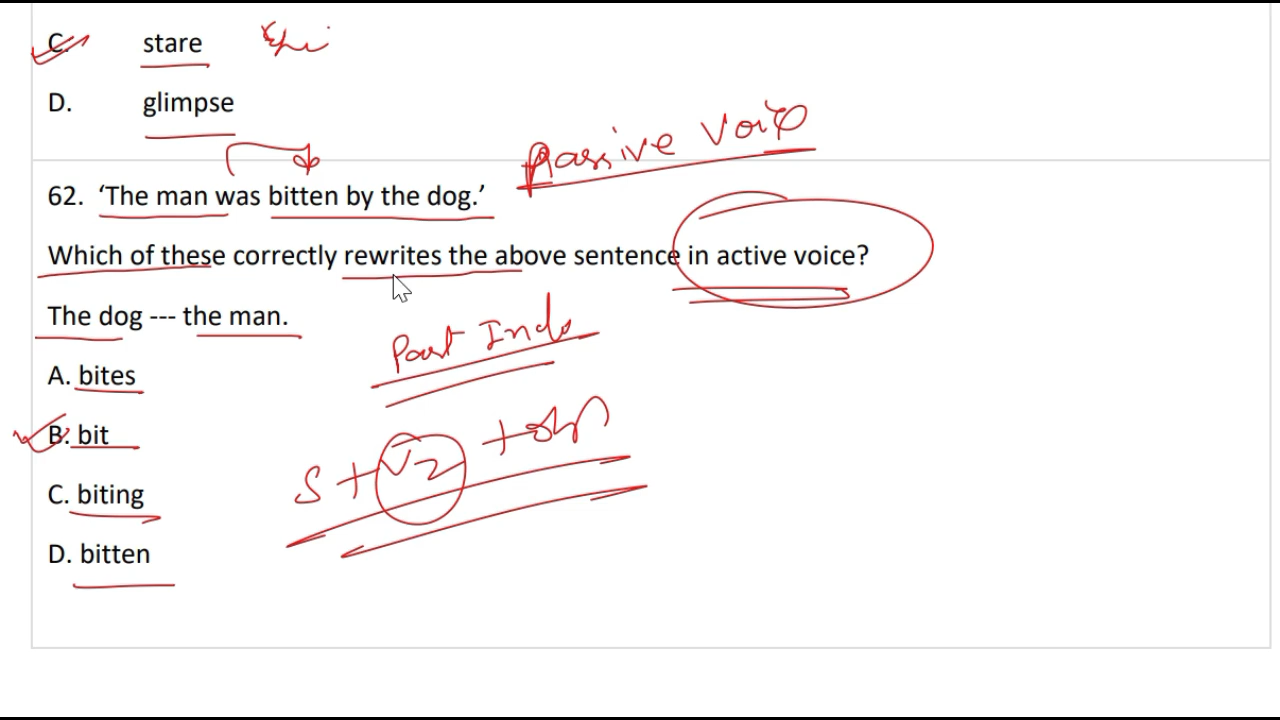 C. stare
D. glimpse
Passive Voice
62. ‘The man was bitten by the dog.’
Which of these correctly rewrites the above sentence in active voice?
The dog --- the man.
Past Inde
A. bites
B. bit
S + V2 + obj
C. biting
D. bitten